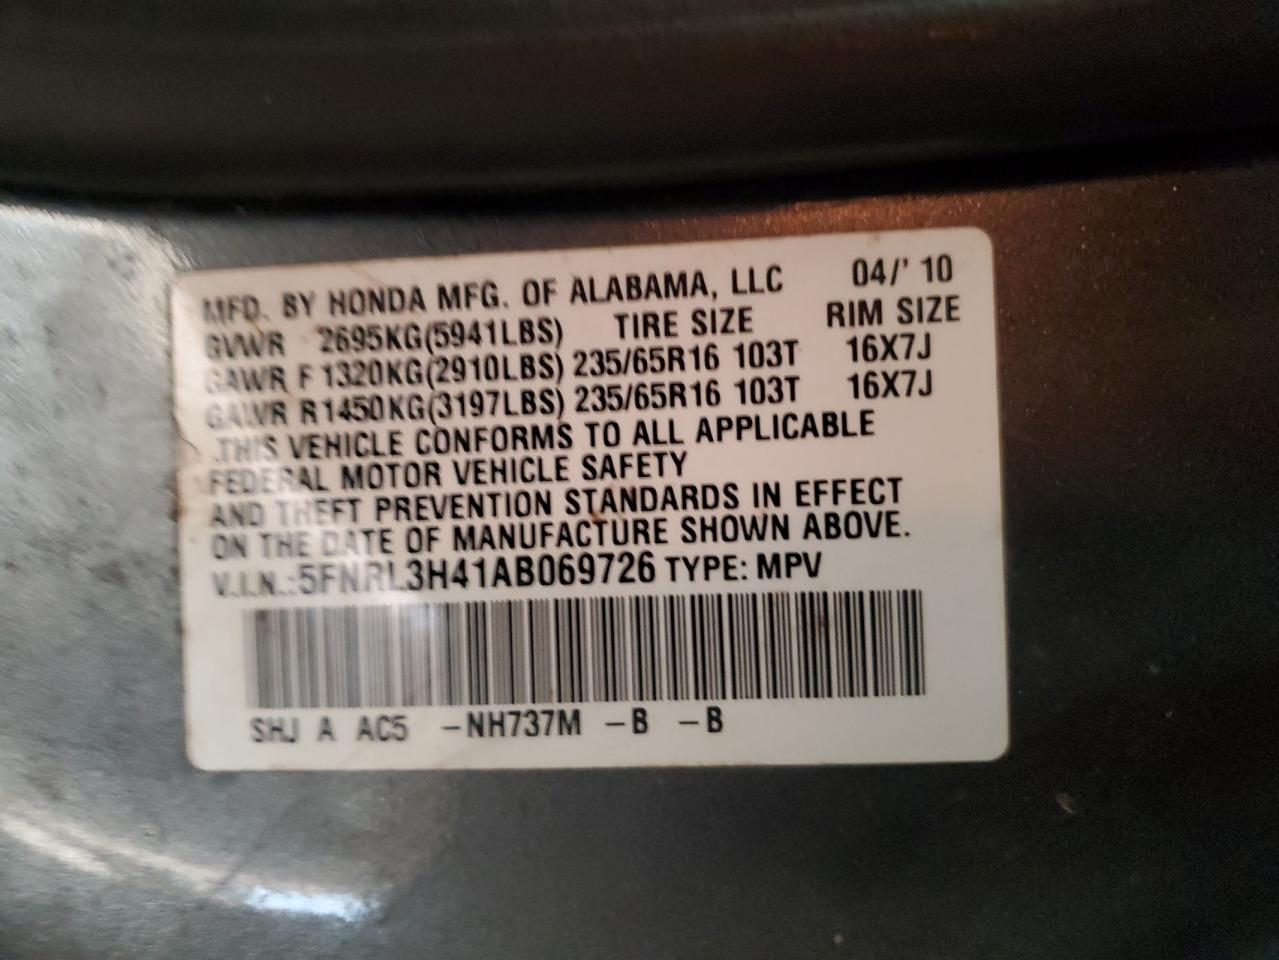 MFD. BY HONDA MFG. OF ALABAMA, LLC 04/' 10
GVWR 2695KG(5941LBS) TIRE SIZE RIM SIZE
GAWR F 1320KG(2910LBS) 235/65R16 103T 16X7J
GAWR R1450KG(3197LBS) 235/65R16 103T 16X7J
THIS VEHICLE CONFORMS TO ALL APPLICABLE
FEDERAL MOTOR VEHICLE SAFETY
AND THEFT PREVENTION STANDARDS IN EFFECT
ON THE DATE OF MANUFACTURE SHOWN ABOVE.
V.I.N.:5FNRL3H41AB069726 TYPE: MPV
SHJ A AC5 -NH737M -B -B